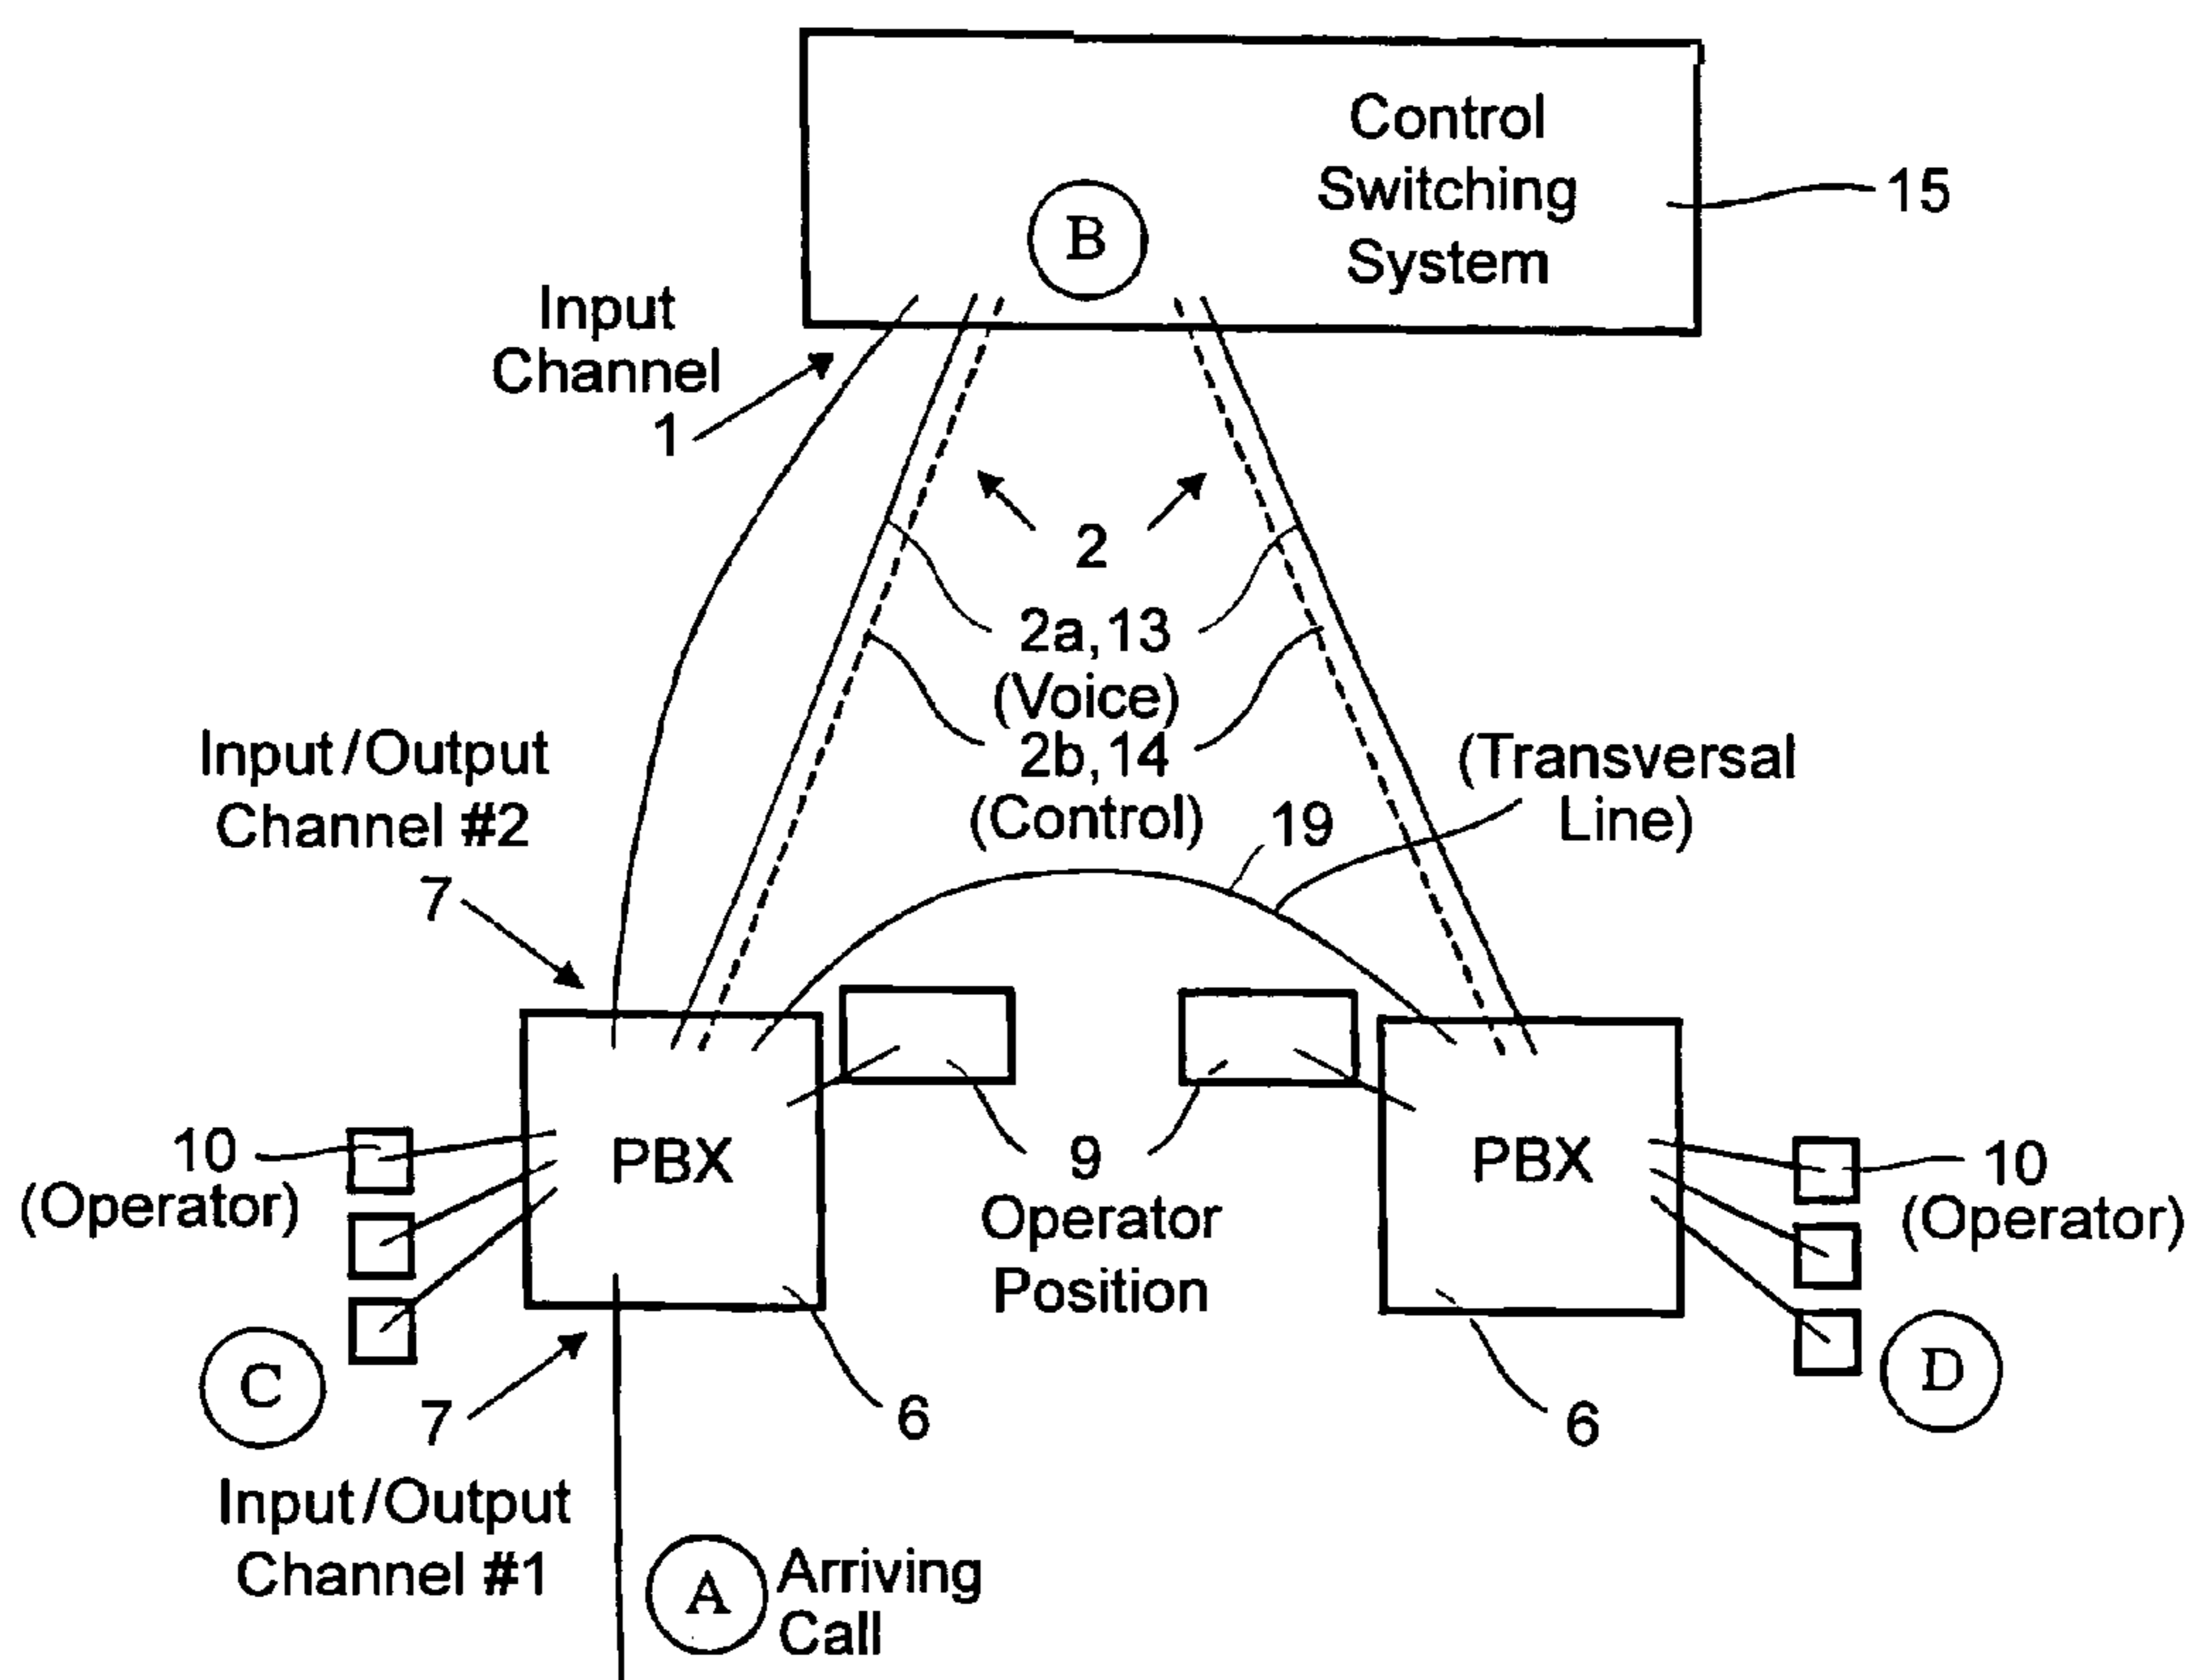 Control
Switching
System
15
B
Input
Channel
1
2
2a,13
(Voice)
2b,14
(Control)
Input/Output
Channel #2
7
(Transversal
Line)
19
10
(Operator)
PBX
9
Operator
Position
PBX
10
(Operator)
C
7
6
6
D
Input/Output
Channel #1
A
Arriving
Call